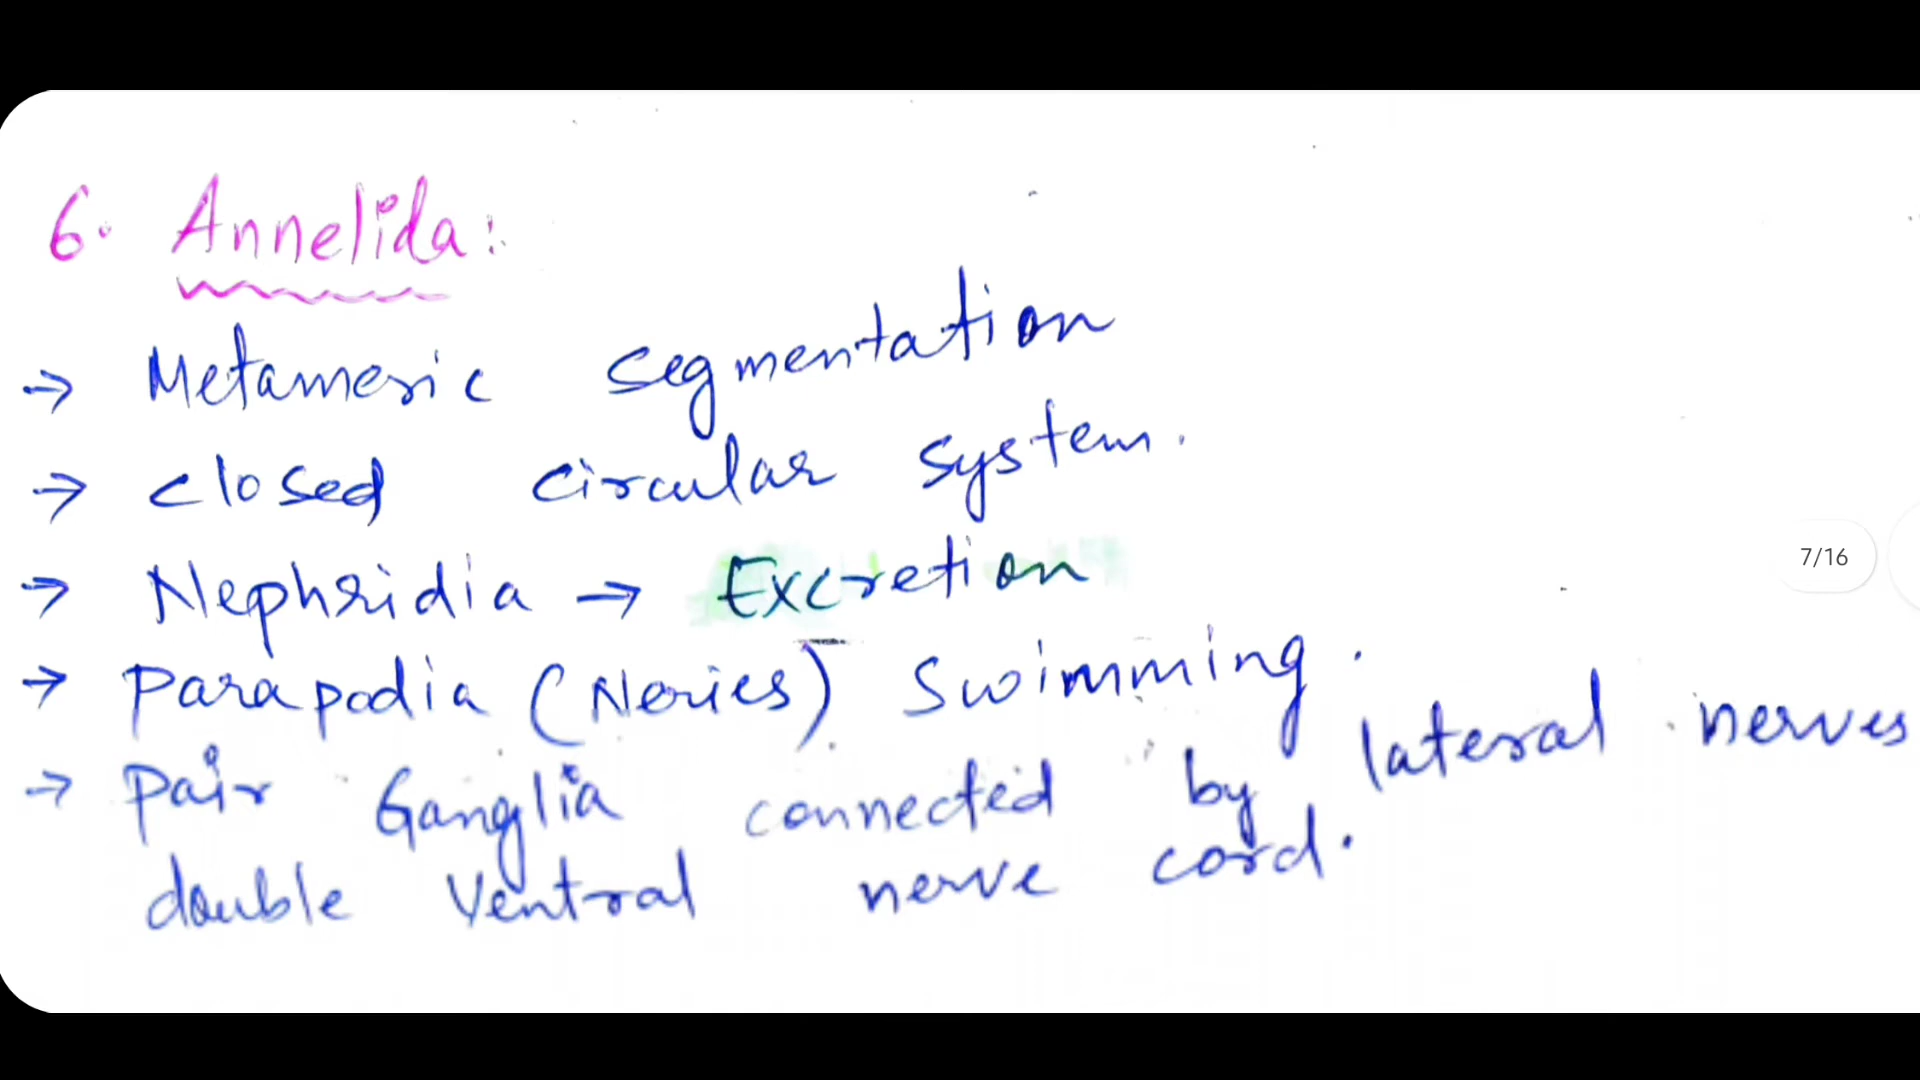 6. Annelida:
→ Metameric segmentation
→ closed circular system.
→ Nephridia → Excretion
7/16
→ Parapodia (Neries) Swimming.
→ Pair Ganglia connected by lateral nerves
double Ventral nerve cord.